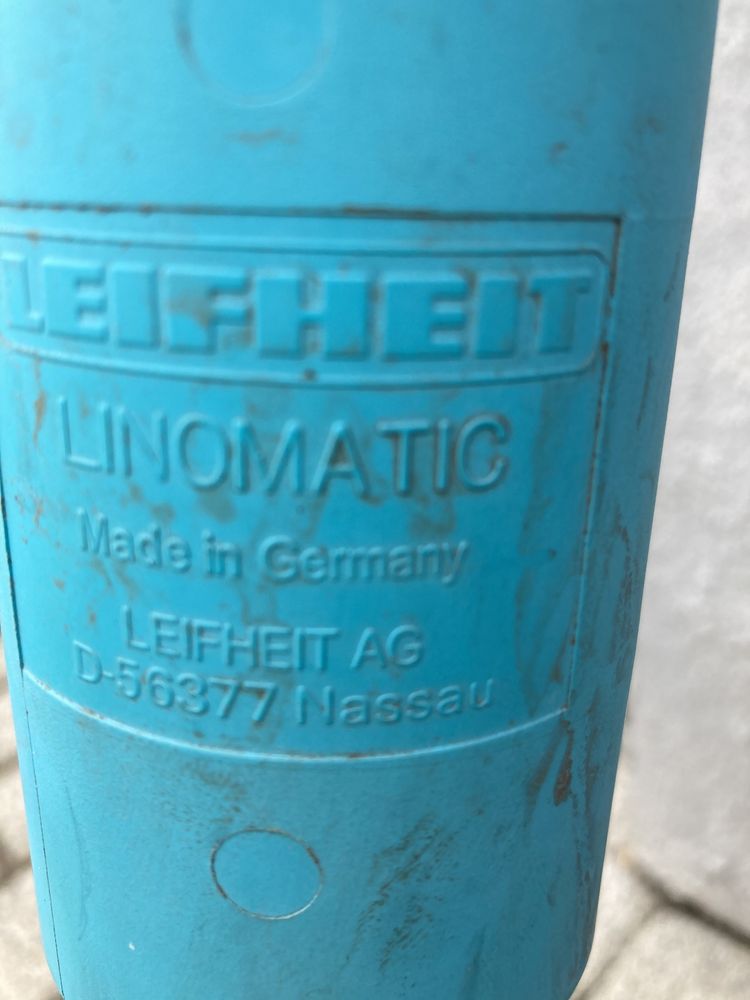 LEIFHEIT
LINOMATIC
Made in Germany
LEIFHEIT AG
D-56377 Nassau